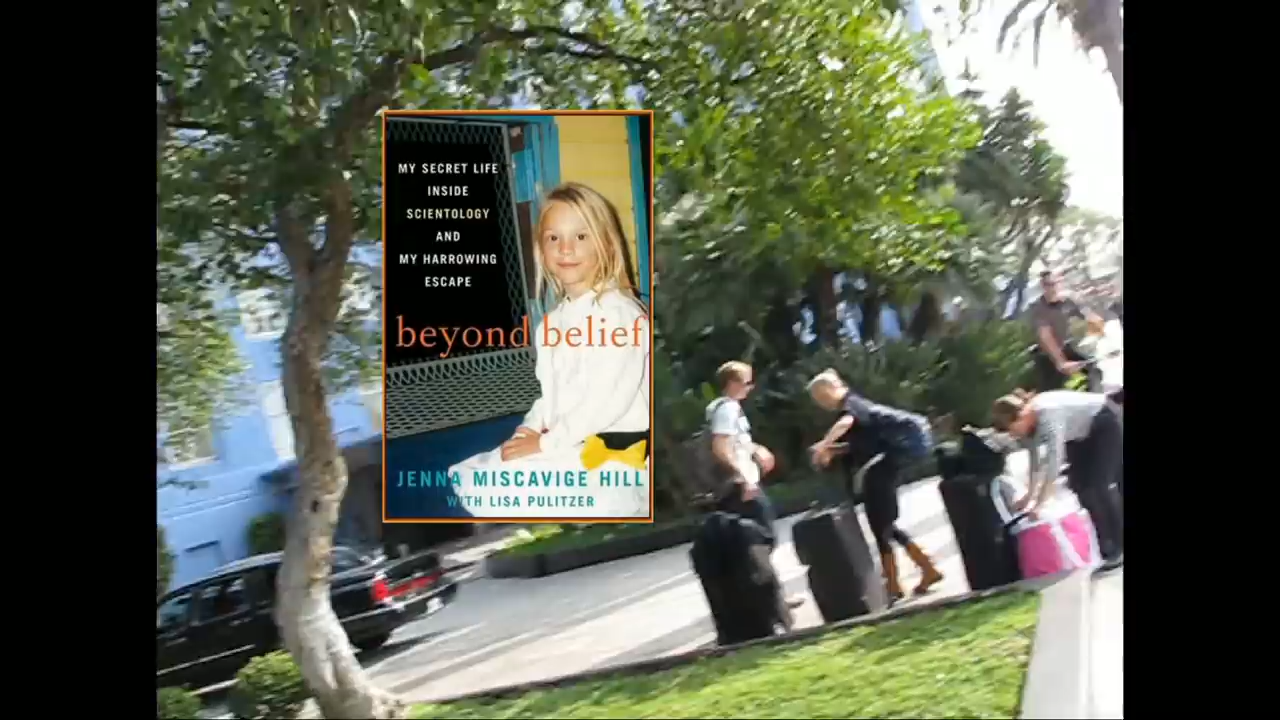 MY SECRET LIFE
INSIDE
SCIENTOLOGY
AND
MY HARROWING
ESCAPE
beyond belief
JENNA MISCAVIGE HILL
WITH LISA PULITZER